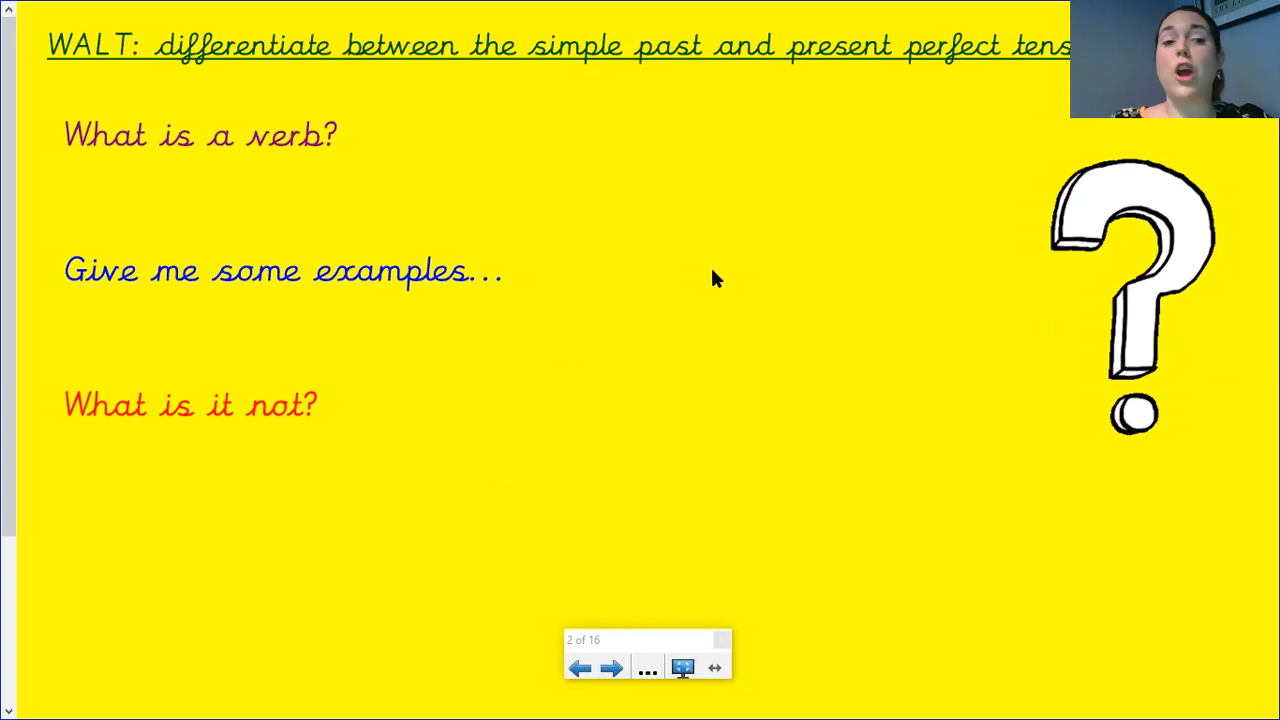 WALT: differentiate between the simple past and present perfect tens
What is a verb?
Give me some examples...
What is it not?
2 of 16
...